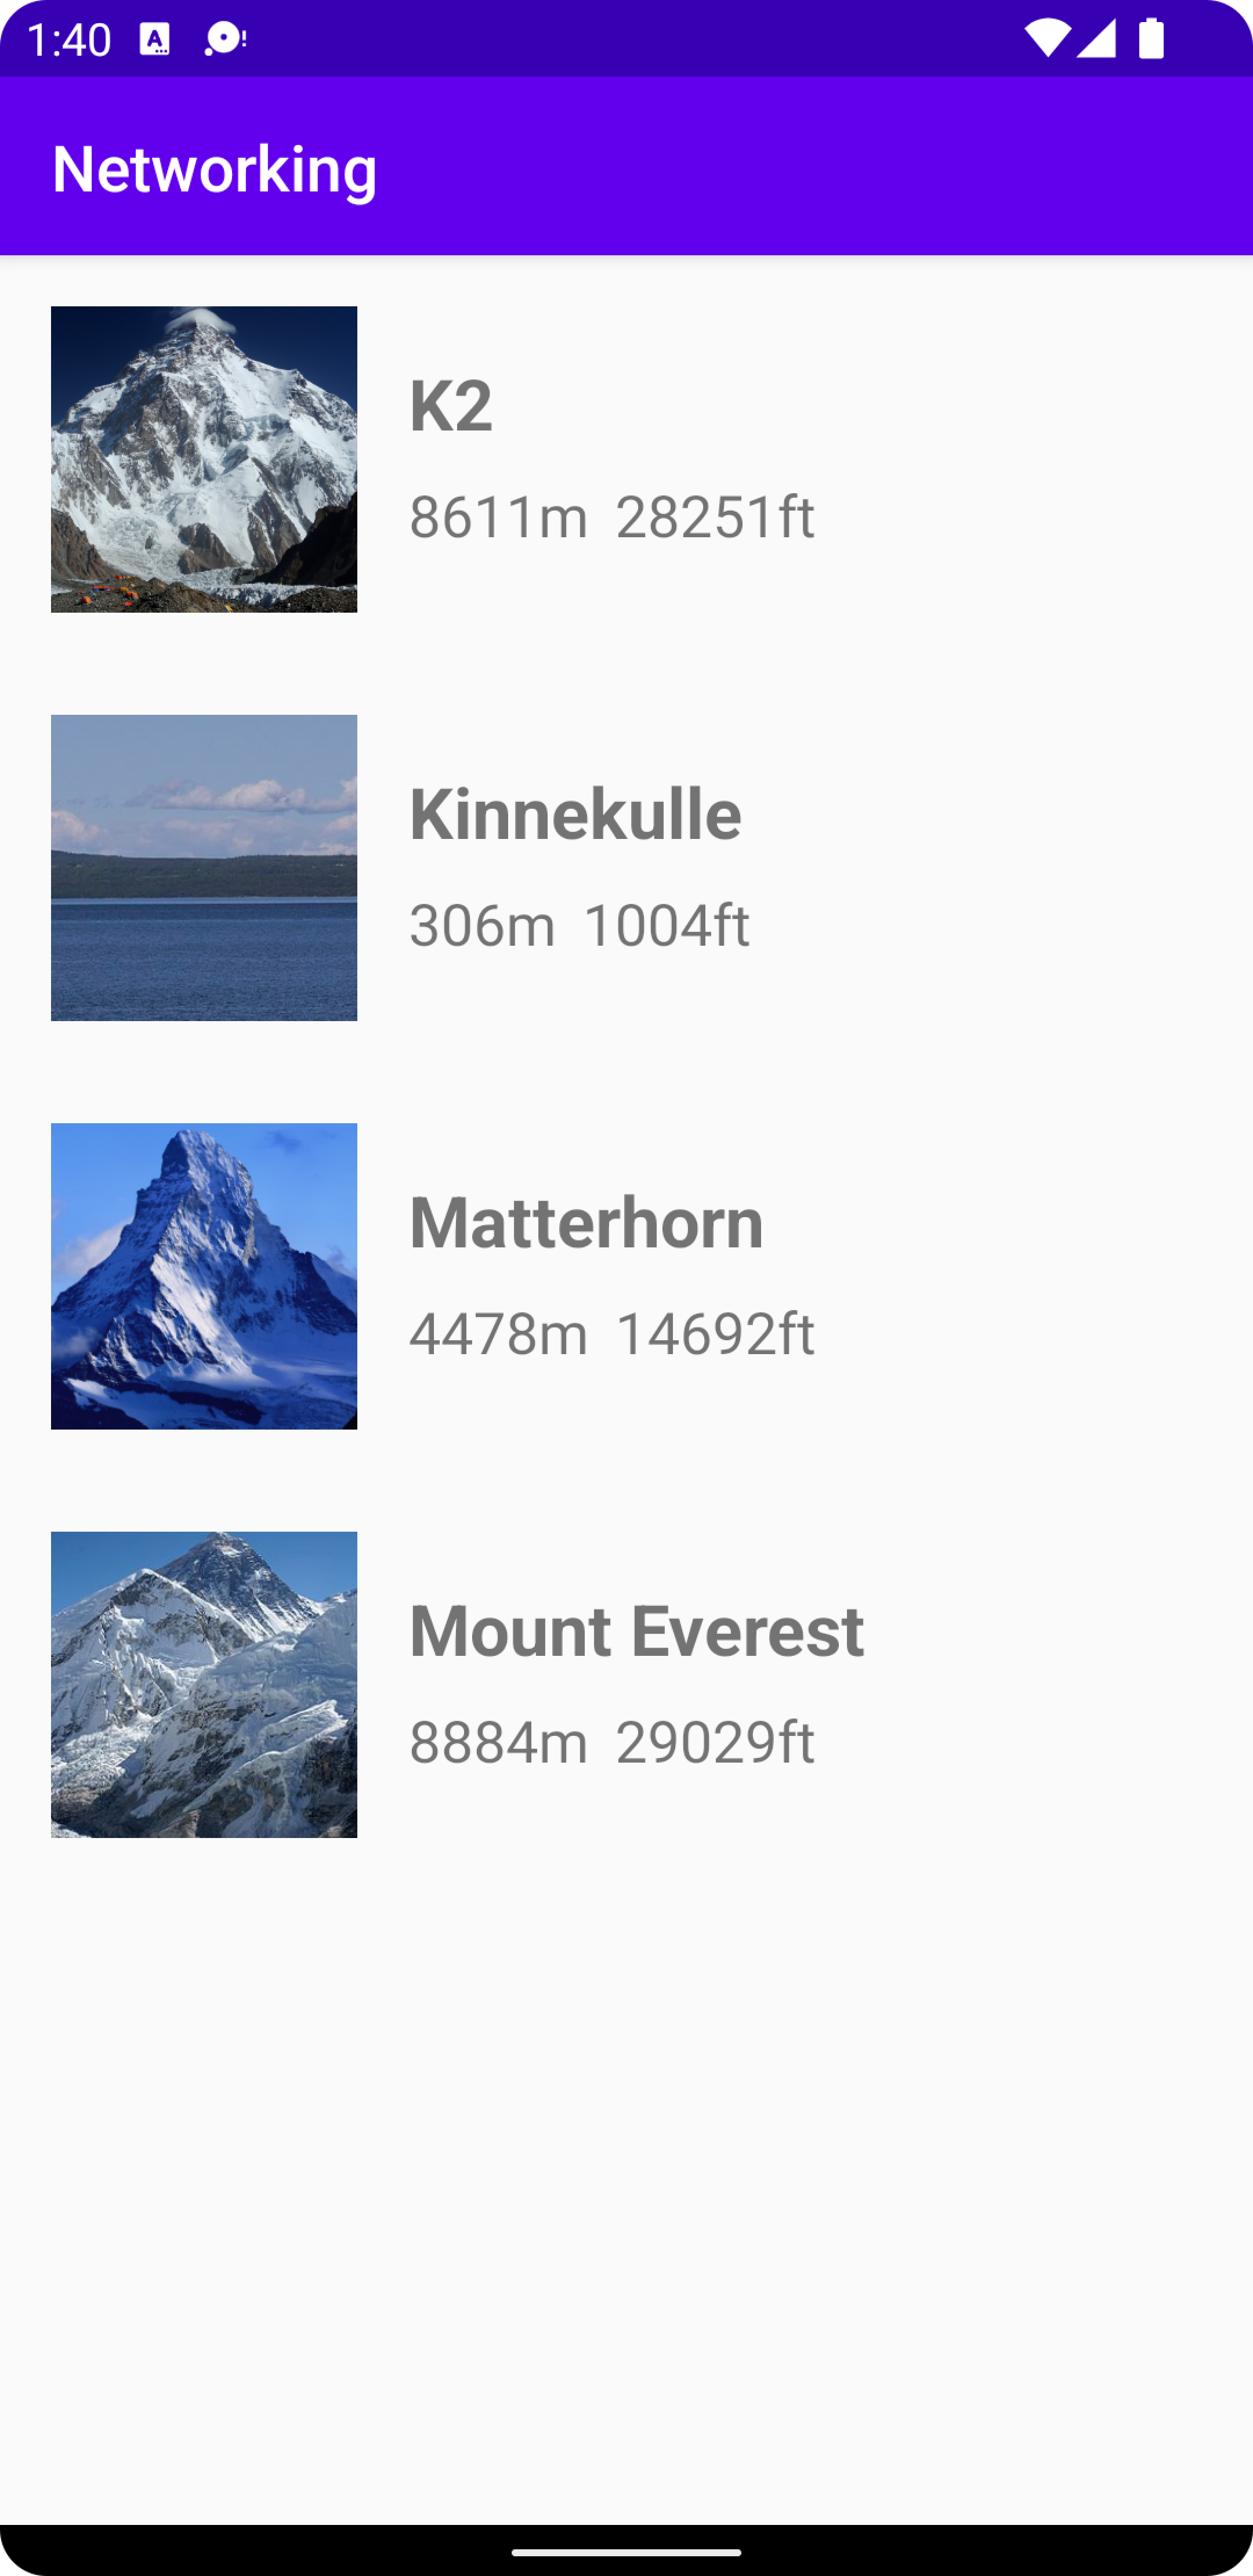 1:40
Networking
K2
8611m 28251ft
Kinnekulle
306m 1004ft
Matterhorn
4478m 14692ft
Mount Everest
8884m 29029ft